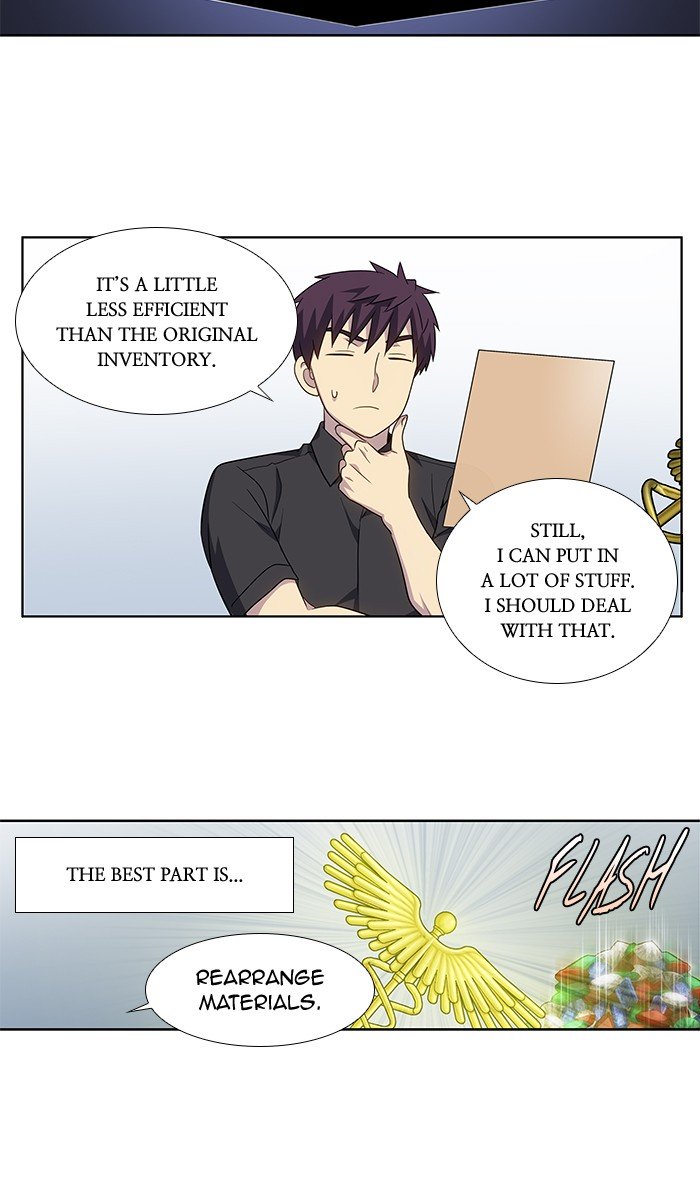 IT'S A LITTLE
LESS EFFICIENT
THAN THE ORIGINAL
INVENTORY.
STILL,
I CAN PUT IN
A LOT OF STUFF.
I SHOULD DEAL
WITH THAT.
THE BEST PART IS...
FLASH
REARRANGE
MATERIALS.